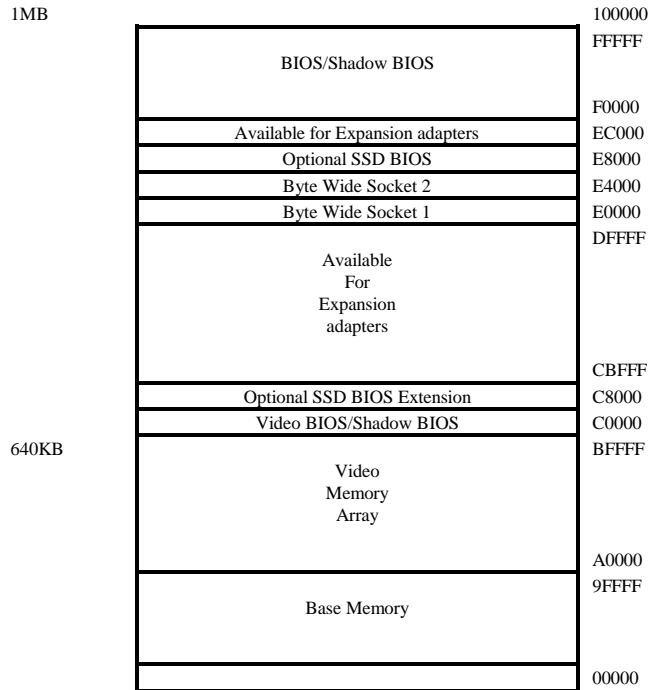 1MB 100000
FFFFF
BIOS/Shadow BIOS
F0000
Available for Expansion adapters EC000
Optional SSD BIOS E8000
Byte Wide Socket 2 E4000
Byte Wide Socket 1 E0000
DFFFF
Available
For
Expansion
adapters
CBFFF
Optional SSD BIOS Extension C8000
Video BIOS/Shadow BIOS C0000
640KB BFFFF
Video
Memory
Array
A0000
9FFFF
Base Memory
00000